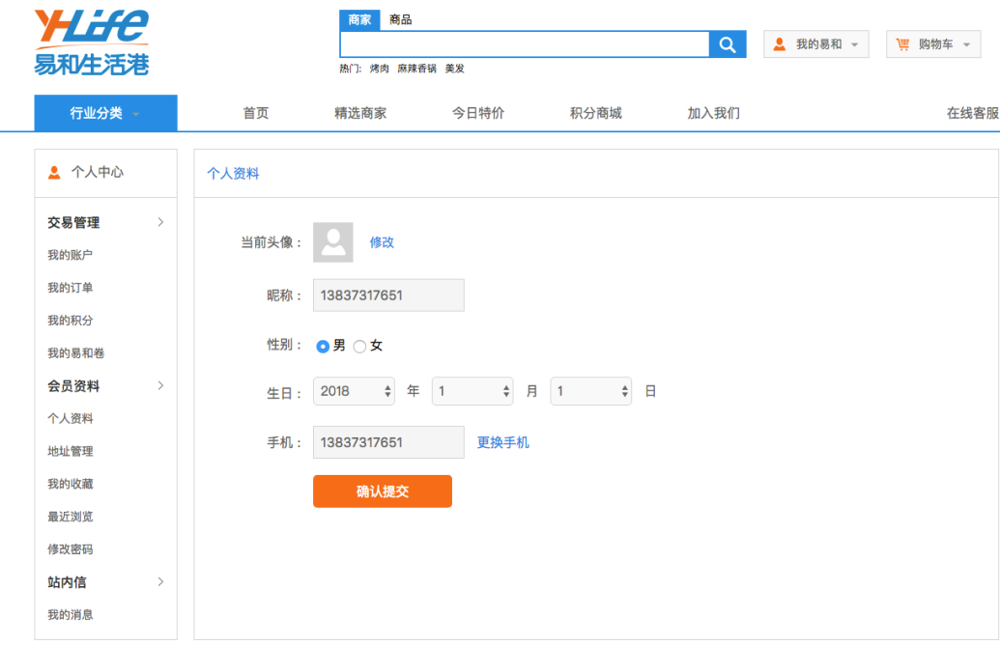 YLife
易和生活港
商家 商品
热门: 烤肉 麻辣香锅 美发
我的易和
购物车
行业分类 首页 精选商家 今日特价 积分商城 加入我们 在线客服
个人中心
交易管理
我的账户
我的订单
我的积分
我的易和卷
会员资料
个人资料
地址管理
我的收藏
最近浏览
修改密码
站内信
我的消息
个人资料
当前头像： 修改
昵称： 13837317651
性别： 男 女
生日： 2018 年 1 月 1 日
手机： 13837317651 更换手机
确认提交